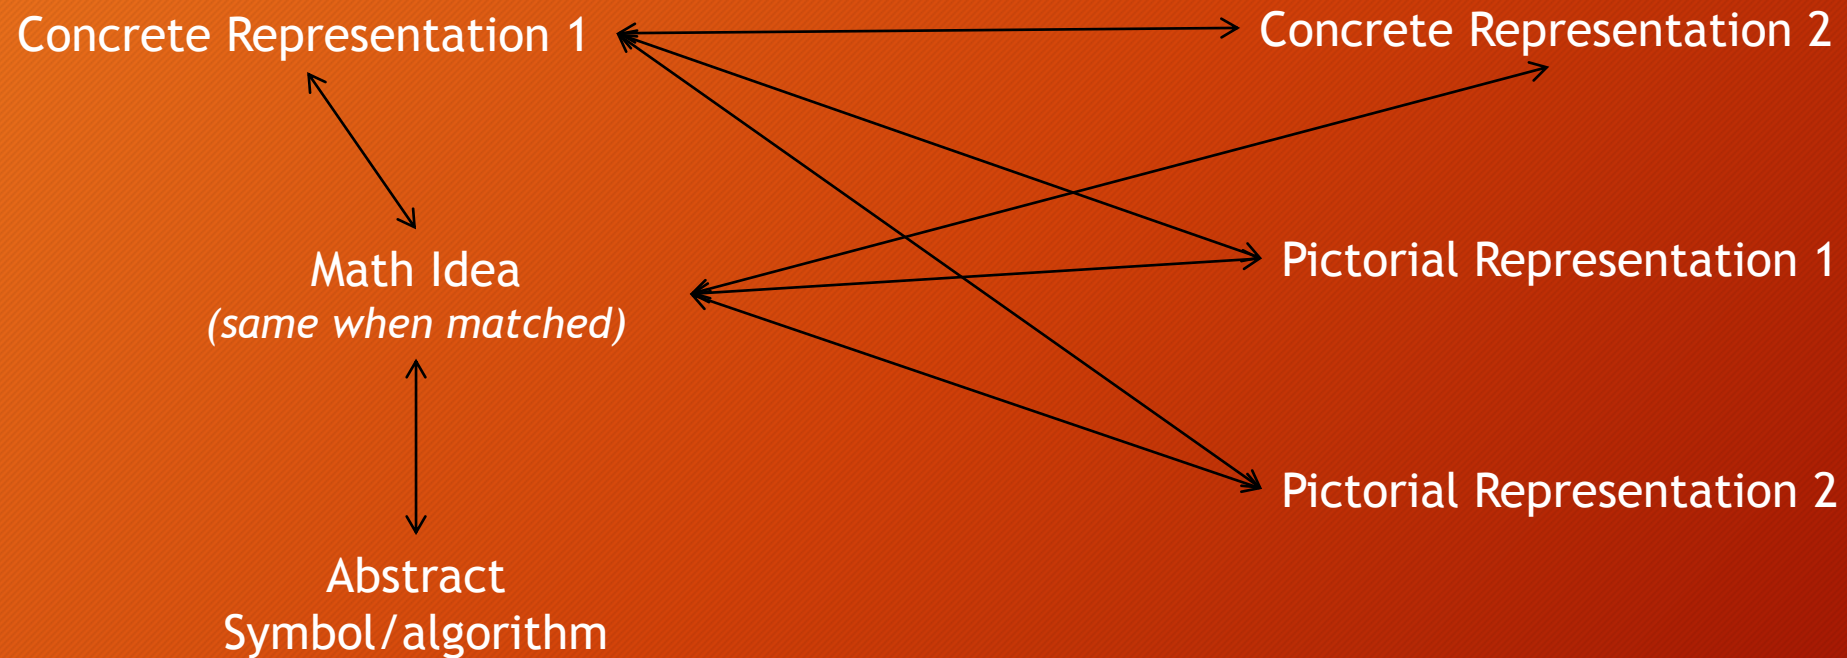 Concrete Representation 1
Concrete Representation 2
Math Idea
(same when matched)
Pictorial Representation 1
Pictorial Representation 2
Abstract
Symbol/algorithm